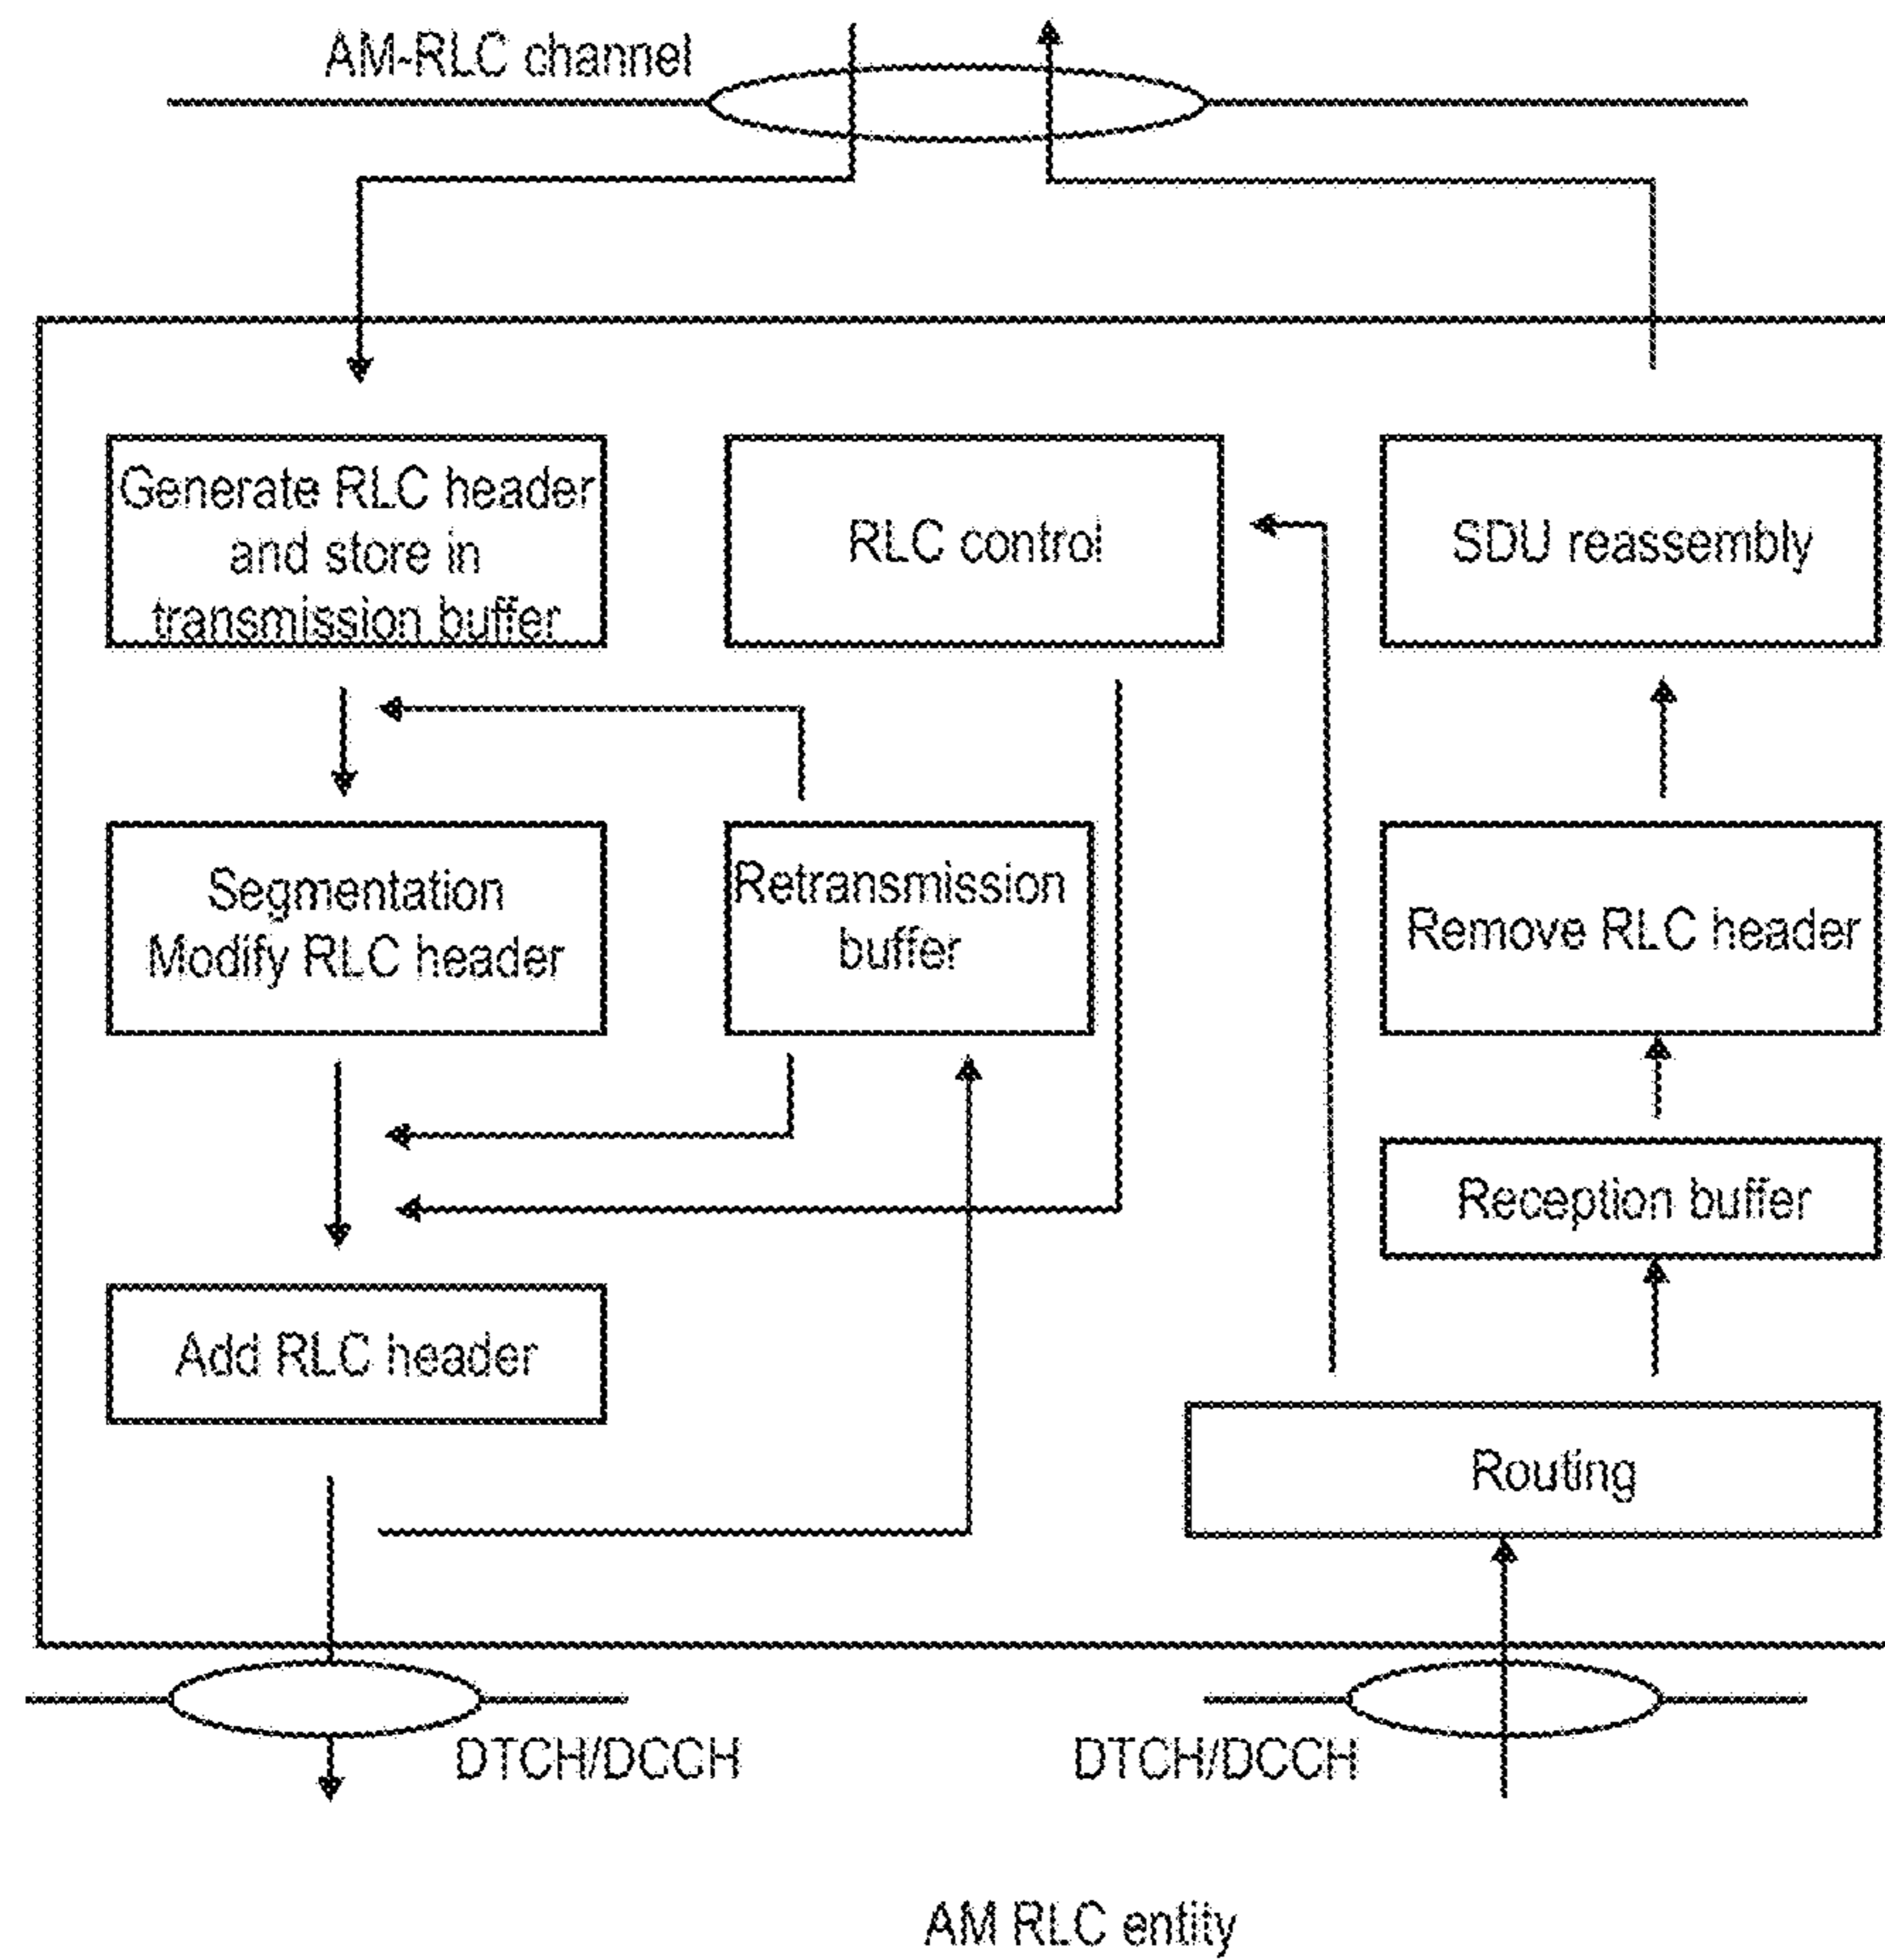 AM-RLC channel
Generate RLC header
and store in
transmission buffer
RLC control
SDU reassembly
Segmentation
Modify RLC header
Retransmission
buffer
Remove RLC header
Reception buffer
Add RLC header
Routing
DTCH/DCCH
DTCH/DCCH
AM RLC entity